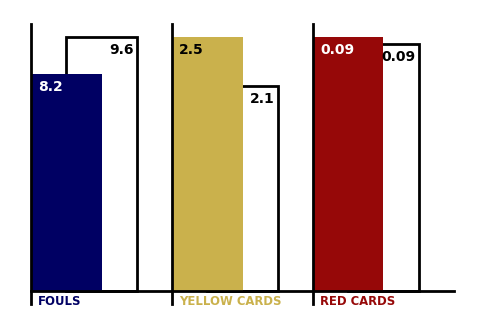 9.6
8.2
2.5
2.1
0.09
0.09
FOULS
YELLOW CARDS
RED CARDS